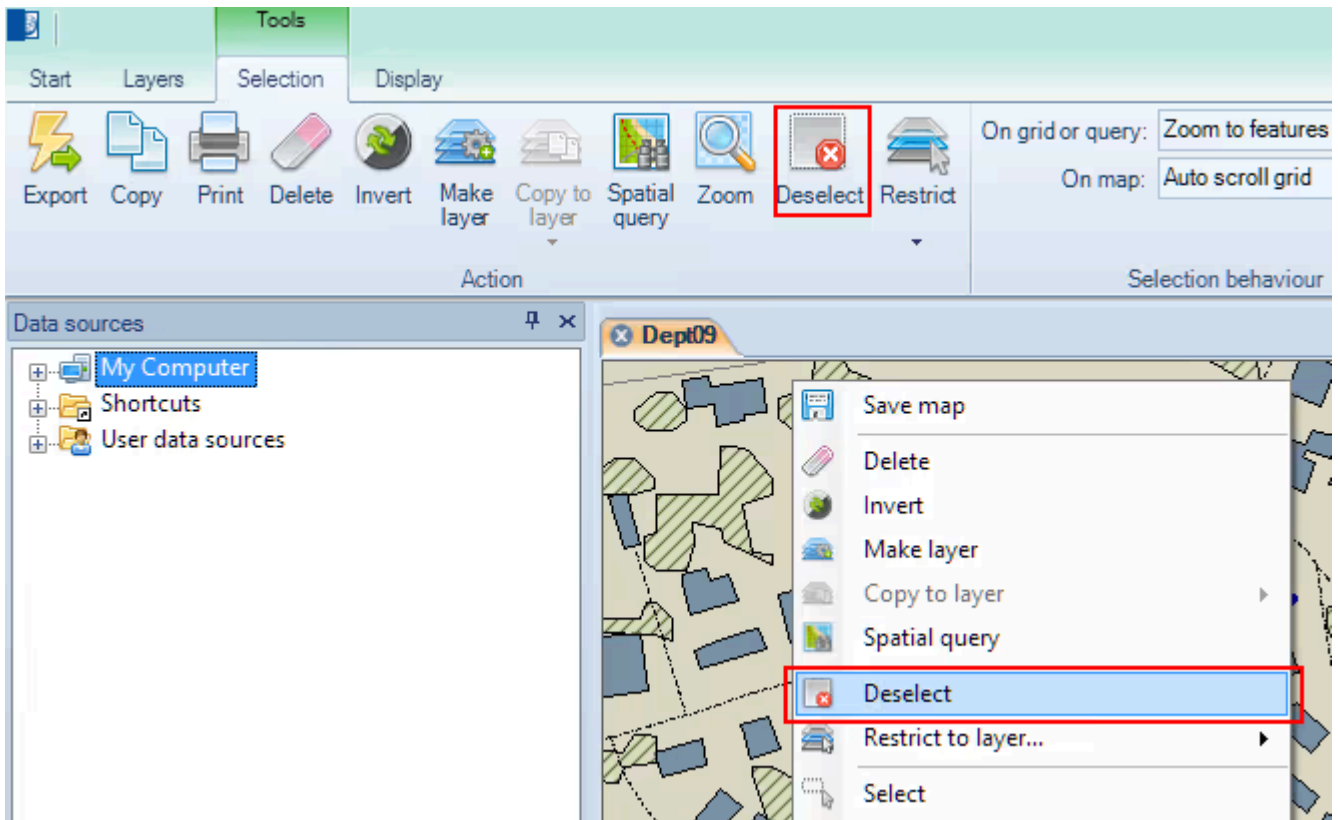 Tools
Start Layers Selection Display
Export Copy Print Delete Invert Make layer Copy to layer Spatial query Zoom Deselect Restrict
On grid or query: Zoom to features
On map: Auto scroll grid
Action Selection behaviour
Data sources
My Computer
Shortcuts
User data sources
Dept09
Save map
Delete
Invert
Make layer
Copy to layer
Spatial query
Deselect
Restrict to layer...
Select